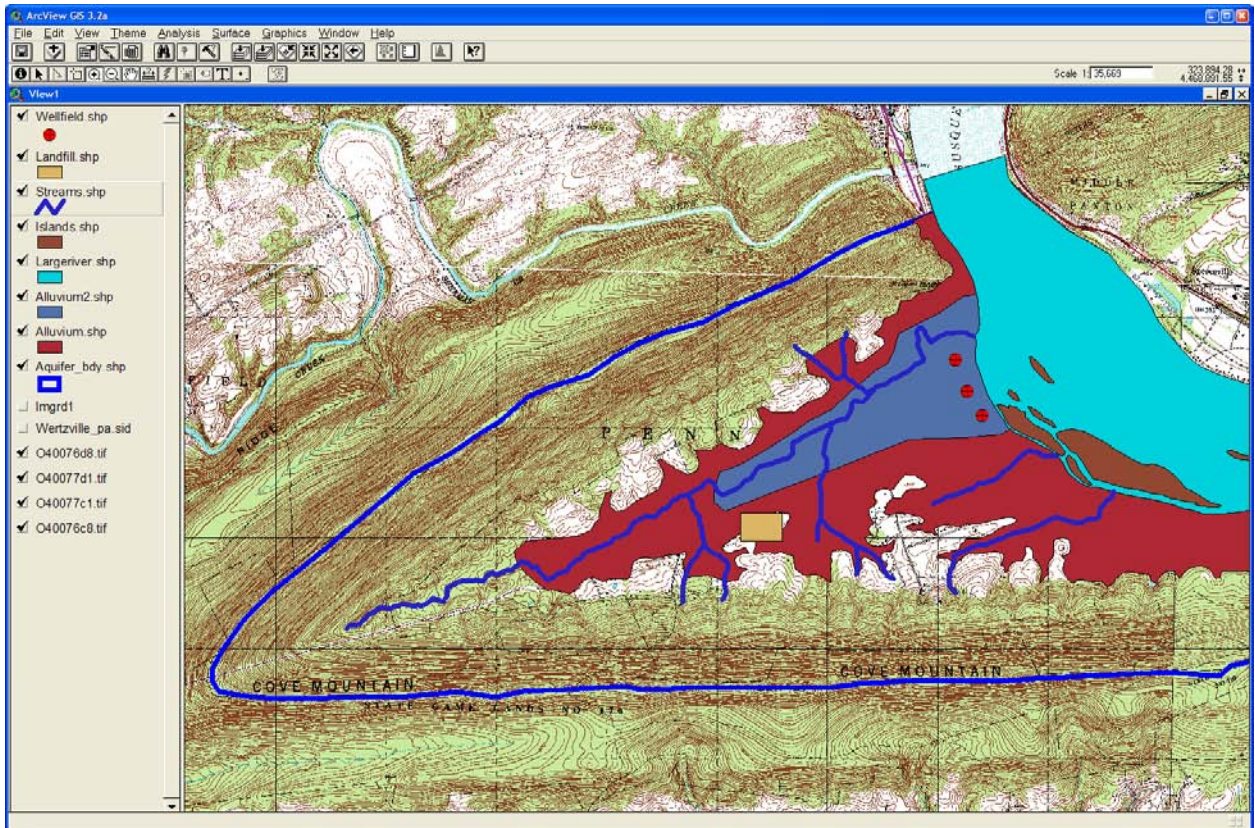 ArcView GIS 3.2a
File Edit View Theme Analysis Surface Graphics Window Help
Scale 1: 35,669
323,894.28
4,468,891.55
View1
Wellfield.shp
Landfill.shp
Streams.shp
Islands.shp
Largeriver.shp
Alluvium2.shp
Alluvium.shp
Aquifer_bdy.shp
Imgrd1
Wertzville_pa.sid
O40076d8.tif
O40077d1.tif
O40077c1.tif
O40076c8.tif
PAXTON
RIDGE
PENN
COVE MOUNTAIN
COVE MOUNTAIN
STATE GAME LANDS NO